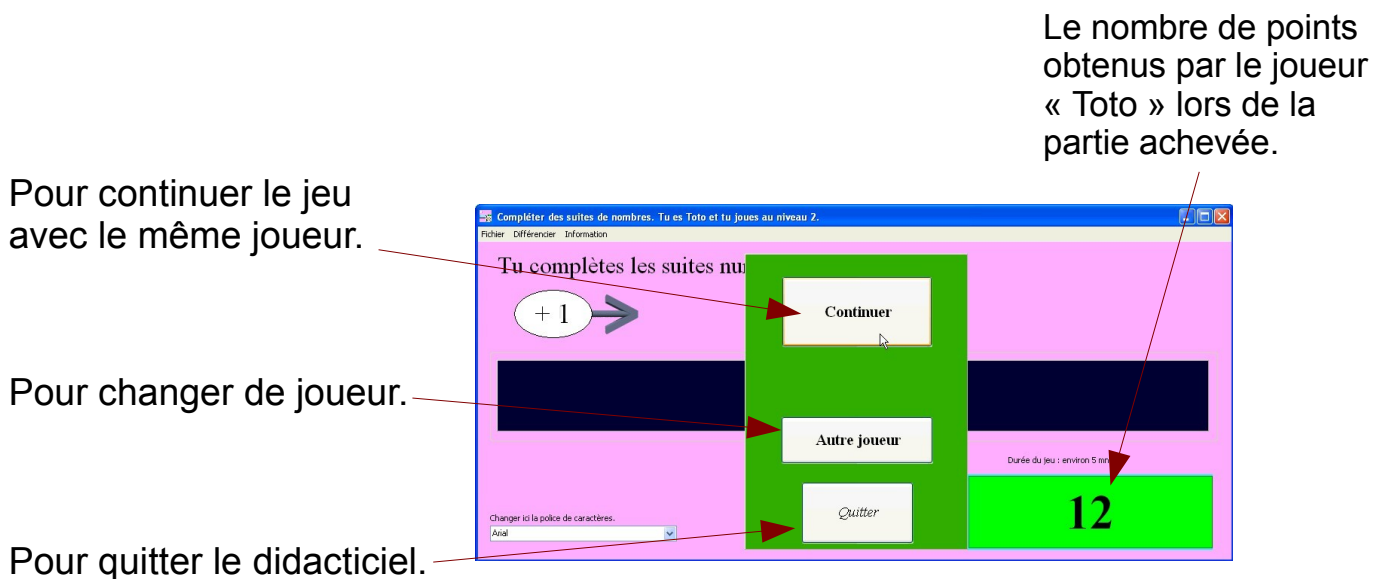 Le nombre de points
obtenus par le joueur
« Toto » lors de la
partie achevée.
Pour continuer le jeu
avec le même joueur.
Compléter des suites de nombres. Tu es Toto et tu joues au niveau 2.
Fichier Différencier Information
Tu complètes les suites nu
+ 1
Continuer
Pour changer de joueur.
Autre joueur
Durée du jeu : environ 5 mn
12
Quitter
Changer ici la police de caractères.
Arial
Pour quitter le didacticiel.